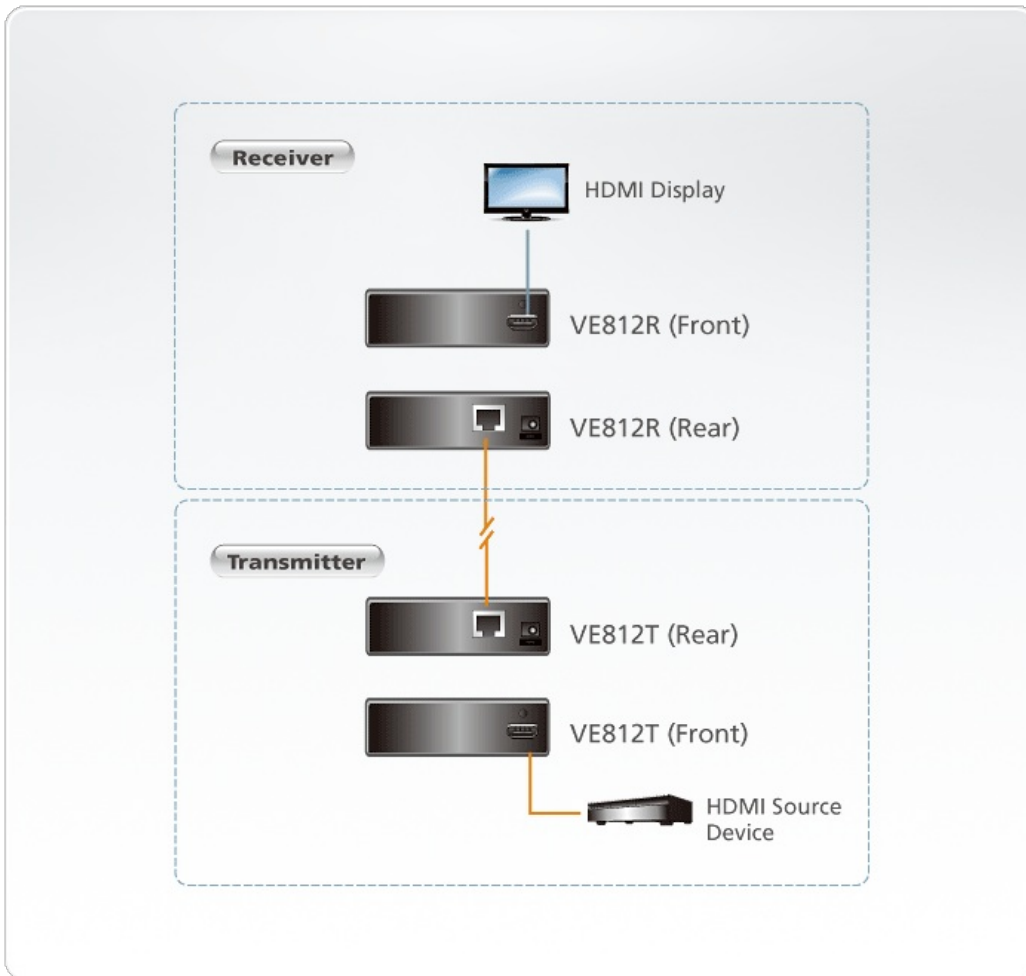 Receiver
HDMI Display
VE812R (Front)
VE812R (Rear)
Transmitter
VE812T (Rear)
VE812T (Front)
HDMI Source
Device